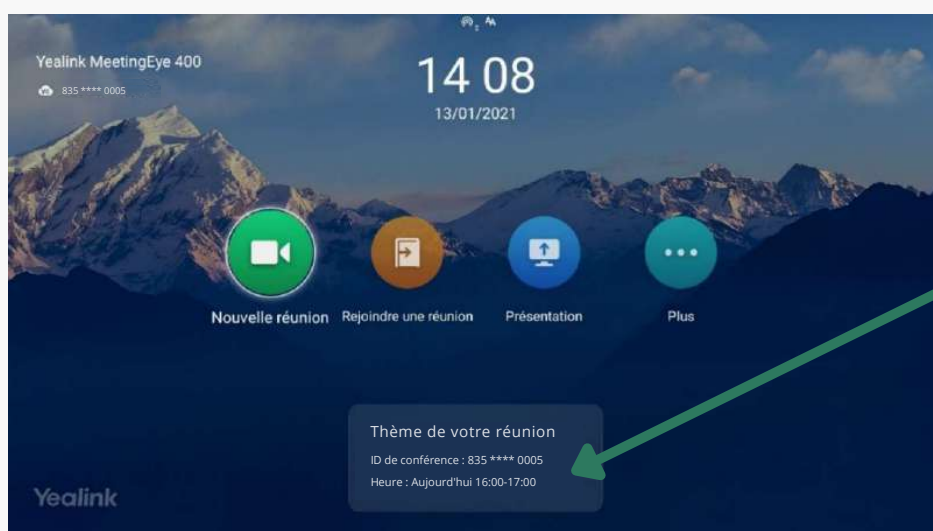 Yealink MeetingEye 400
835 **** 0005
14 08
13/01/2021
Nouvelle réunion
Rejoindre une réunion
Présentation
Plus
Thème de votre réunion
ID de conférence : 835 **** 0005
Heure : Aujourd'hui 16:00-17:00
Yealink